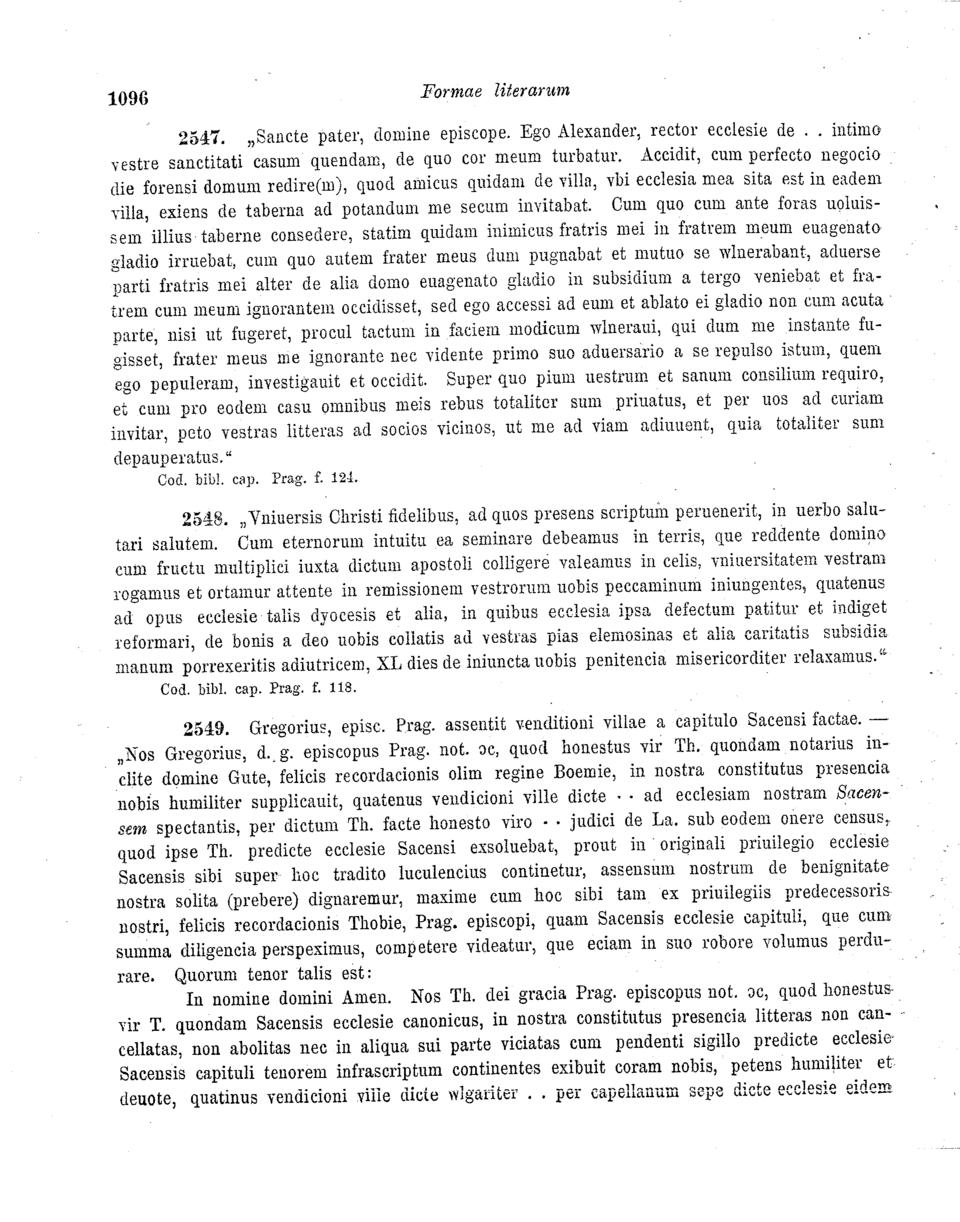 1096
Formae literarum
2547. „Sancte pater, domine episcope. Ego Alexander, rector ecclesie de . . intimo
vestre sanctitati casum quendam, de quo cor meum turbatur. Accidit, cum perfecto negocio
die forensi domum redire(m), quod amicus quidam de villa, vbi ecclesia mea sita est in eadem
villa, exiens de taberna ad potandum me secum invitabat. Cum quo cum ante foras uoluis-
sem illius taberne consedere, statim quidam inimicus fratris mei in fratrem meum euagenato
gladio irruebat, cum quo autem frater meus dum pugnabat et mutuo se wlnerabant, aduerse
parti fratris mei alter de alia domo euagenato gladio in subsidium a tergo veniebat et fra-
trem cum meum ignorantem occidisset, sed ego accessi ad eum et ablato ei gladio non cum acuta
parte, nisi ut fugeret, procul tactum in faciem modicum wlneraui, qui dum me instante fu-
gisset, frater meus me ignorante nec vidente primo suo aduersario a se repulso istum, quem
ego pepuleram, investigauit et occidit. Super quo pium uestrum et sanum consilium requiro,
et cum pro eodem casu omnibus meis rebus totaliter sum priuatus, et per uos ad curiam
invitar, peto vestras litteras ad socios vicinos, ut me ad viam adiuuent, quia totaliter sum
depauperatus.“
Cod. bibl. cap. Prag. f. 124.
2548. „Vniuersis Christi fidelibus, ad quos presens scriptum peruenerit, in uerbo salu-
tari salutem. Cum eternorum intuitu ea seminare debeamus in terris, que reddente domino
cum fructu multiplici iuxta dictum apostoli colligere valeamus in celis, vniuersitatem vestram
rogamus et ortamur attente in remissionem vestrorum uobis peccaminum iniungentes, quatenus
ad opus ecclesie talis dyocesis et alia, in quibus ecclesia ipsa defectum patitur et indiget
reformari, de bonis a deo uobis collatis ad vestras pias elemosinas et alia caritatis subsidia
manum porrexeritis adiutricem, XL dies de iniuncta uobis penitencia misericorditer relaxamus.“
Cod. bibl. cap. Prag. f. 118.
2549. Gregorius, episc. Prag. assentit venditioni villae a capitulo Sacensi factae. —
„Nos Gregorius, d. g. episcopus Prag. not. ɔc, quod honestus vir Th. quondam notarius in-
clite domine Gute, felicis recordacionis olim regine Boemie, in nostra constitutus presencia
nobis humiliter supplicauit, quatenus vendicioni ville dicte · · ad ecclesiam nostram Sacen-
sem spectantis, per dictum Th. facte honesto viro · · judici de La. sub eodem onere census,
quod ipse Th. predicte ecclesie Sacensi exsoluebat, prout in originali priuilegio ecclesie
Sacensis sibi super hoc tradito luculencius continetur, assensum nostrum de benignitate
nostra solita (prebere) dignaremur, maxime cum hoc sibi tam ex priuilegiis predecessoris
nostri, felicis recordacionis Thobie, Prag. episcopi, quam Sacensis ecclesie capituli, que cum
summa diligencia perspeximus, competere videatur, que eciam in suo robore volumus perdu-
rare. Quorum tenor talis est:
In nomine domini Amen. Nos Th. dei gracia Prag. episcopus not. ɔc, quod honestus
vir T. quondam Sacensis ecclesie canonicus, in nostra constitutus presencia litteras non can-
cellatas, non abolitas nec in aliqua sui parte viciatas cum pendenti sigillo predicte ecclesie
Sacensis capituli tenorem infrascriptum continentes exibuit coram nobis, petens humiliter et
deuote, quatinus vendicioni ville dicte wlgariter . . per capellanum sepe dicte ecclesie eidem